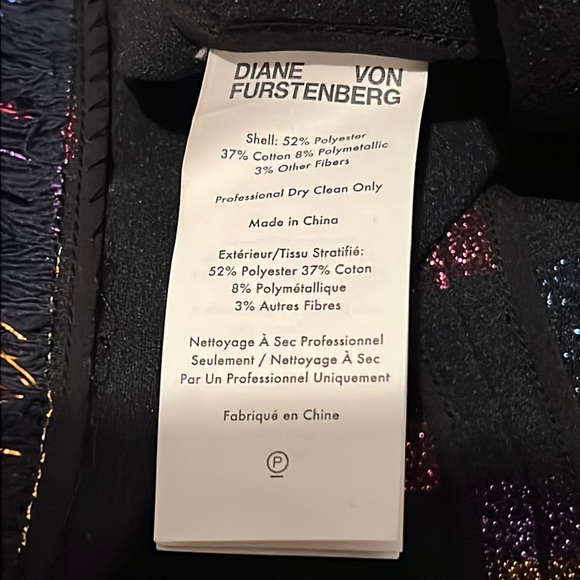 DIANE VON
FURSTENBERG
Shell: 52% Polyester
37% Cotton 8% Polymetallic
3% Other Fibers
Professional Dry Clean Only
Made in China
Extérieur/Tissu Stratifié:
52% Polyester 37% Coton
8% Polymétallique
3% Autres Fibres
Nettoyage À Sec Professionnel
Seulement / Nettoyage À Sec
Par Un Professionnel Uniquement
Fabriqué en Chine
P